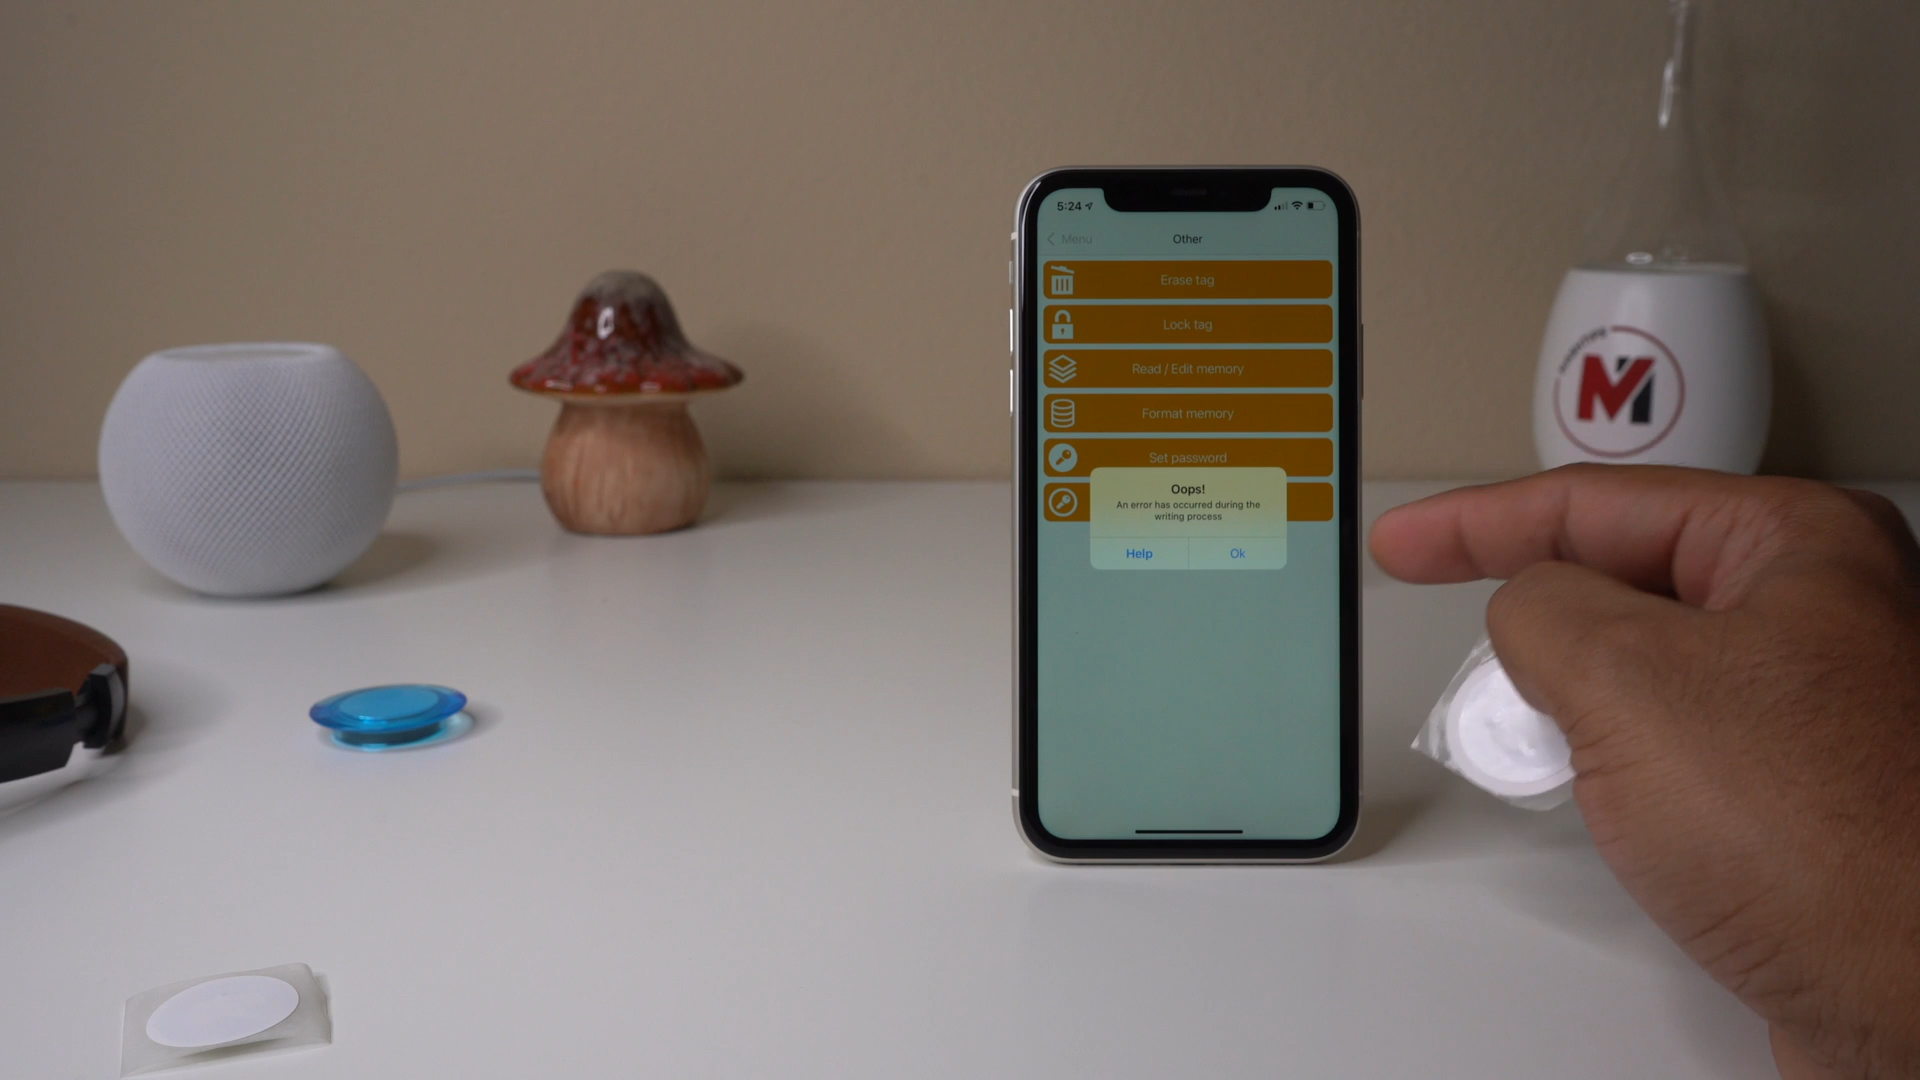 5:24
Menu
Other
Erase tag
Lock tag
Read / Edit memory
Format memory
Set password
Oops!
An error has occurred during the
writing process
Help
Ok